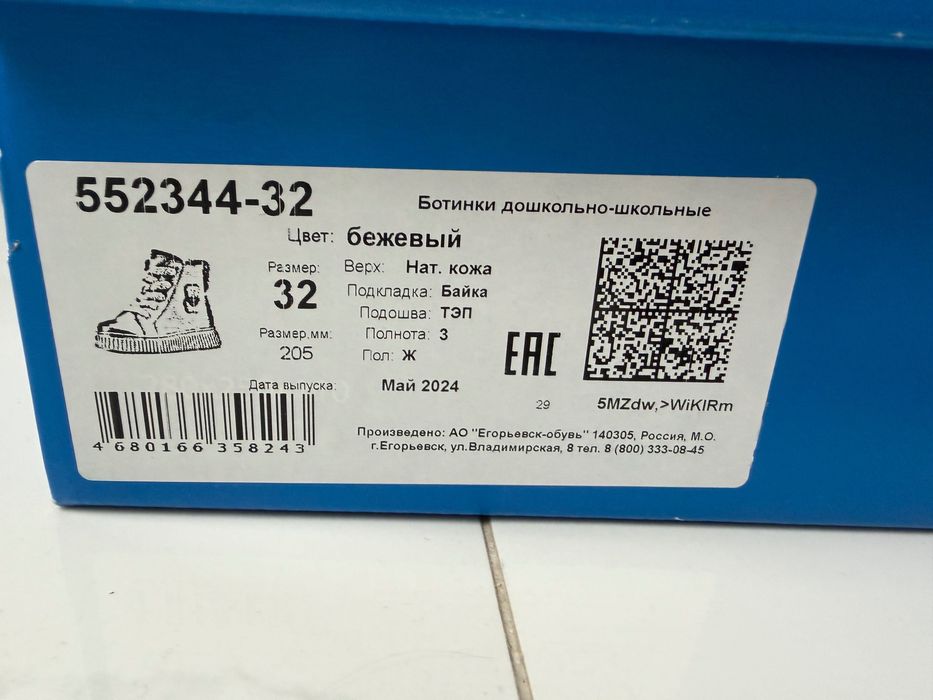 552344-32
Ботинки дошкольно-школьные
Цвет: бежевый
Размер:
32
Размер.мм:
205
Верх: Нат. кожа
Подкладка: Байка
Подошва: ТЭП
Полнота: 3
Пол: Ж
EAC
Дата выпуска: Май 2024
29
5MZdw,>WiKlRm
4 680166 358243
Произведено: АО "Егорьевск-обувь" 140305, Россия, М.О.
г.Егорьевск, ул.Владимирская, 8 тел. 8 (800) 333-08-45